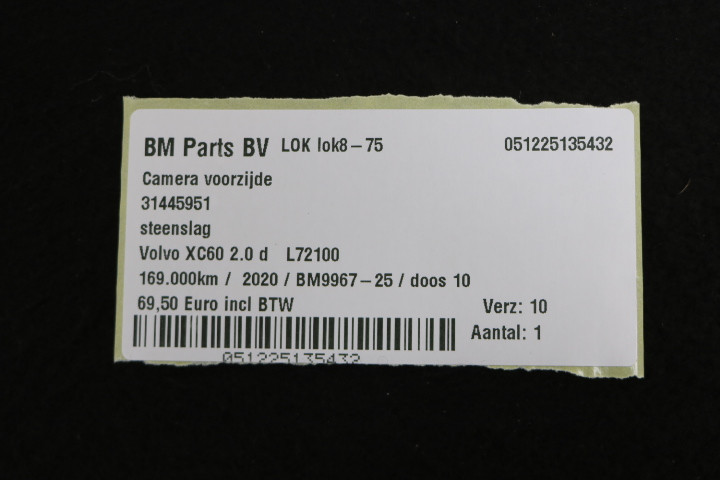 BM Parts BV LOK lok8-75 051225135432
Camera voorzijde
31445951
steenslag
Volvo XC60 2.0 d L72100
169.000km / 2020 / BM9967-25 / doos 10
69,50 Euro incl BTW Verz: 10
Aantal: 1
051225135432